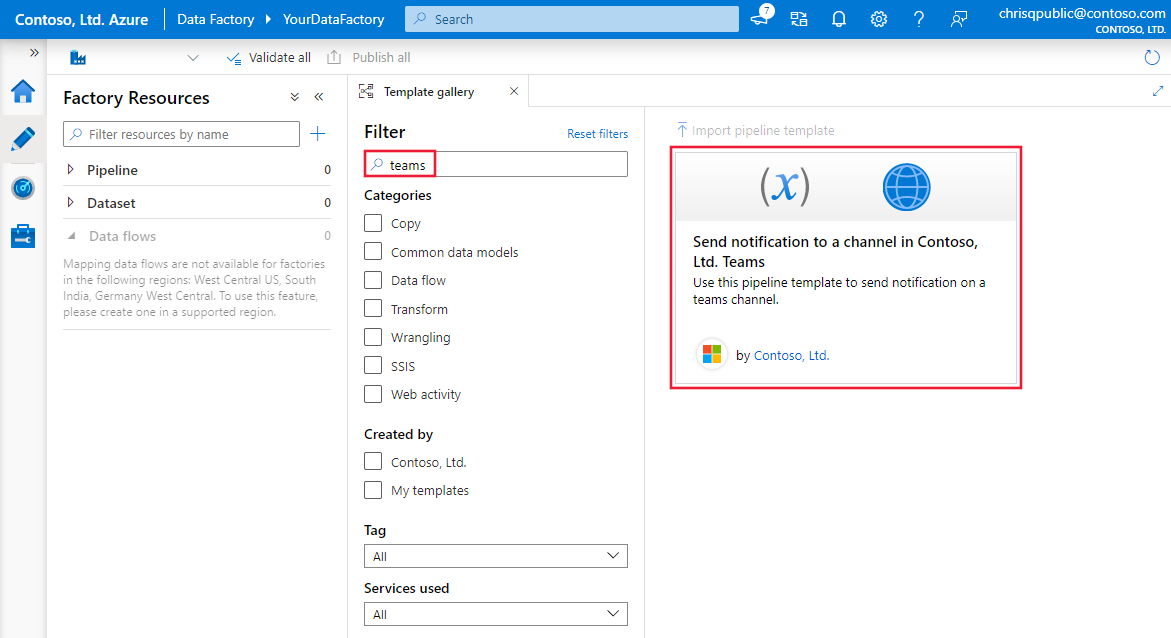 Contoso, Ltd. Azure
Data Factory
YourDataFactory
Search
7
chrisqpublic@contoso.com
CONTOSO, LTD.
Validate all
Publish all
Factory Resources
Filter resources by name
Pipeline
0
Dataset
0
Data flows
0
Mapping data flows are not available for factories
in the following regions: West Central US, South
India, Germany West Central. To use this feature,
please create one in a supported region.
Template gallery
Filter
Reset filters
teams
Categories
Copy
Common data models
Data flow
Transform
Wrangling
SSIS
Web activity
Created by
Contoso, Ltd.
My templates
Tag
All
Services used
All
Import pipeline template
(x)
Send notification to a channel in Contoso,
Ltd. Teams
Use this pipeline template to send notification on a
teams channel.
by Contoso, Ltd.